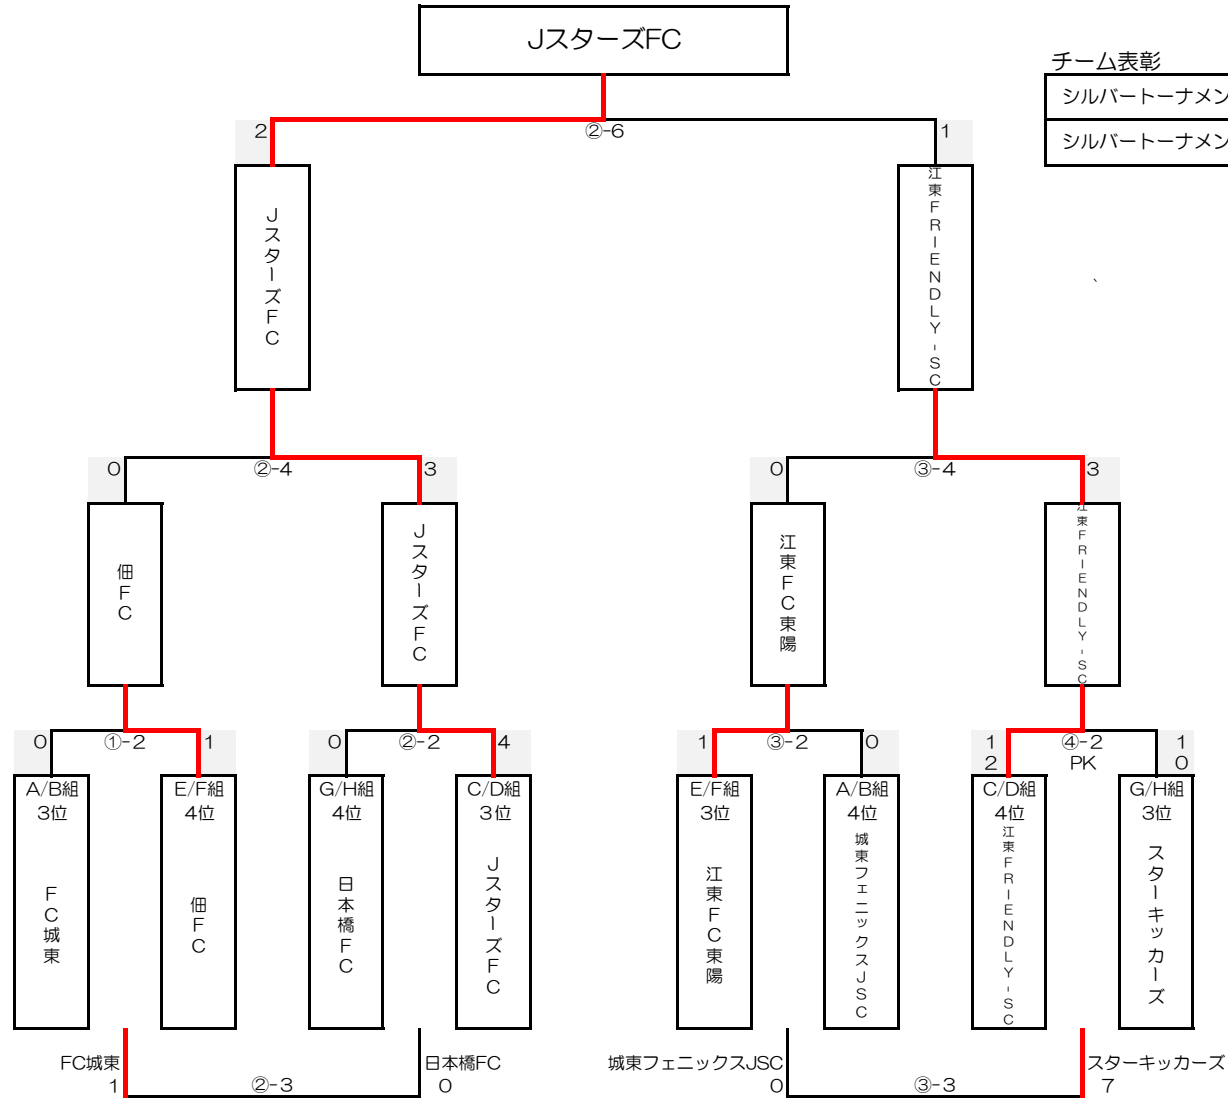 JスターズFC
チーム表彰
シルバートーナメン
シルバートーナメン
2
②-6
1
JスターズFC
江東FRIENDLY-SC
、
0
②-4
3
0
③-4
3
佃FC
JスターズFC
江東FC東陽
江東FRIENDLY-SC
0
①-2
1
0
②-2
4
1
③-2
0
1
④-2
1
2
PK
0
A/B組
3位
FC城東
E/F組
4位
佃FC
G/H組
4位
日本橋FC
C/D組
3位
JスターズFC
E/F組
3位
江東FC東陽
A/B組
4位
城東フェニックスJSC
C/D組
4位
江東FRIENDLY-SC
G/H組
3位
スターキッカーズ
FC城東
1
②-3
日本橋FC
0
城東フェニックスJSC
0
③-3
スターキッカーズ
7